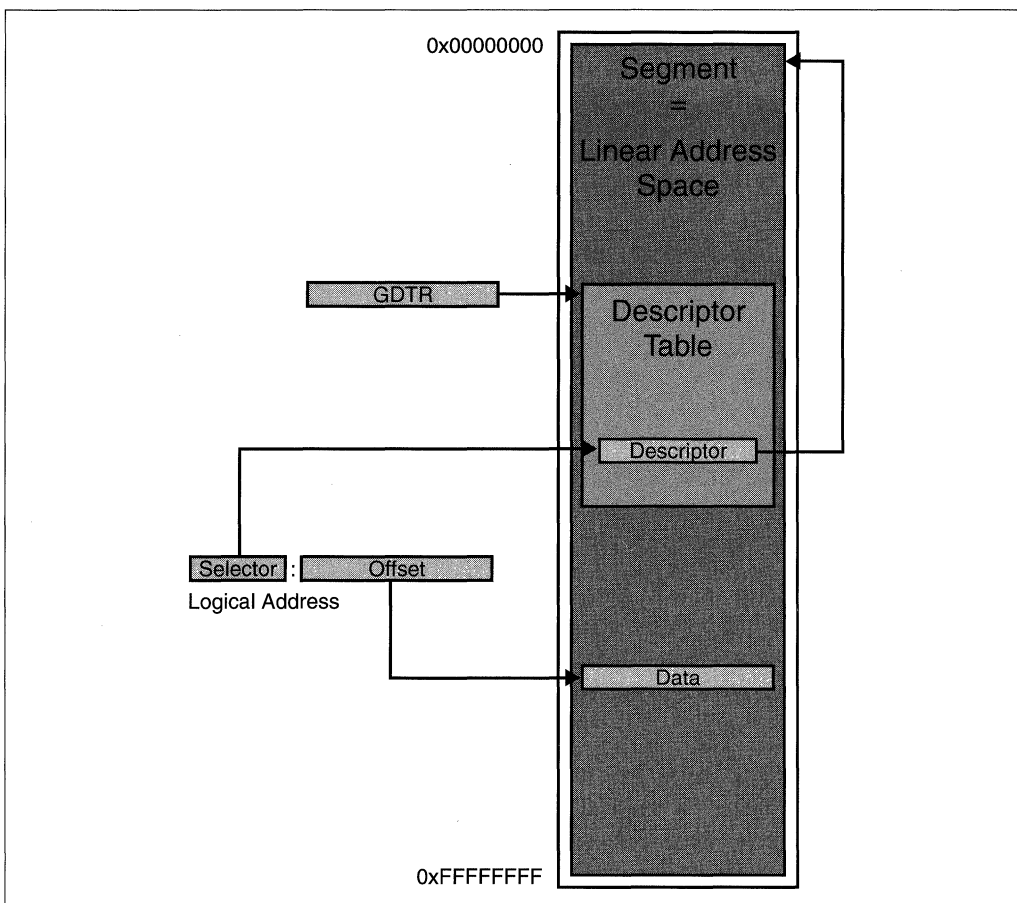 0x00000000
Segment
=
Linear Address
Space
GDTR
Descriptor
Table
Descriptor
Selector : Offset
Logical Address
Data
0xFFFFFFFF